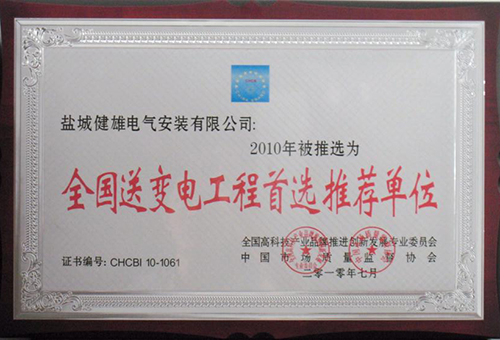 盐城健雄电气安装有限公司:
2010年被推选为
全国送变电工程首选推荐单位
全国高科技产业品牌推进创新发展专业委员会
证书编号: CHCBI 10-1061
中国市场质量监督协会
二零一零年七月